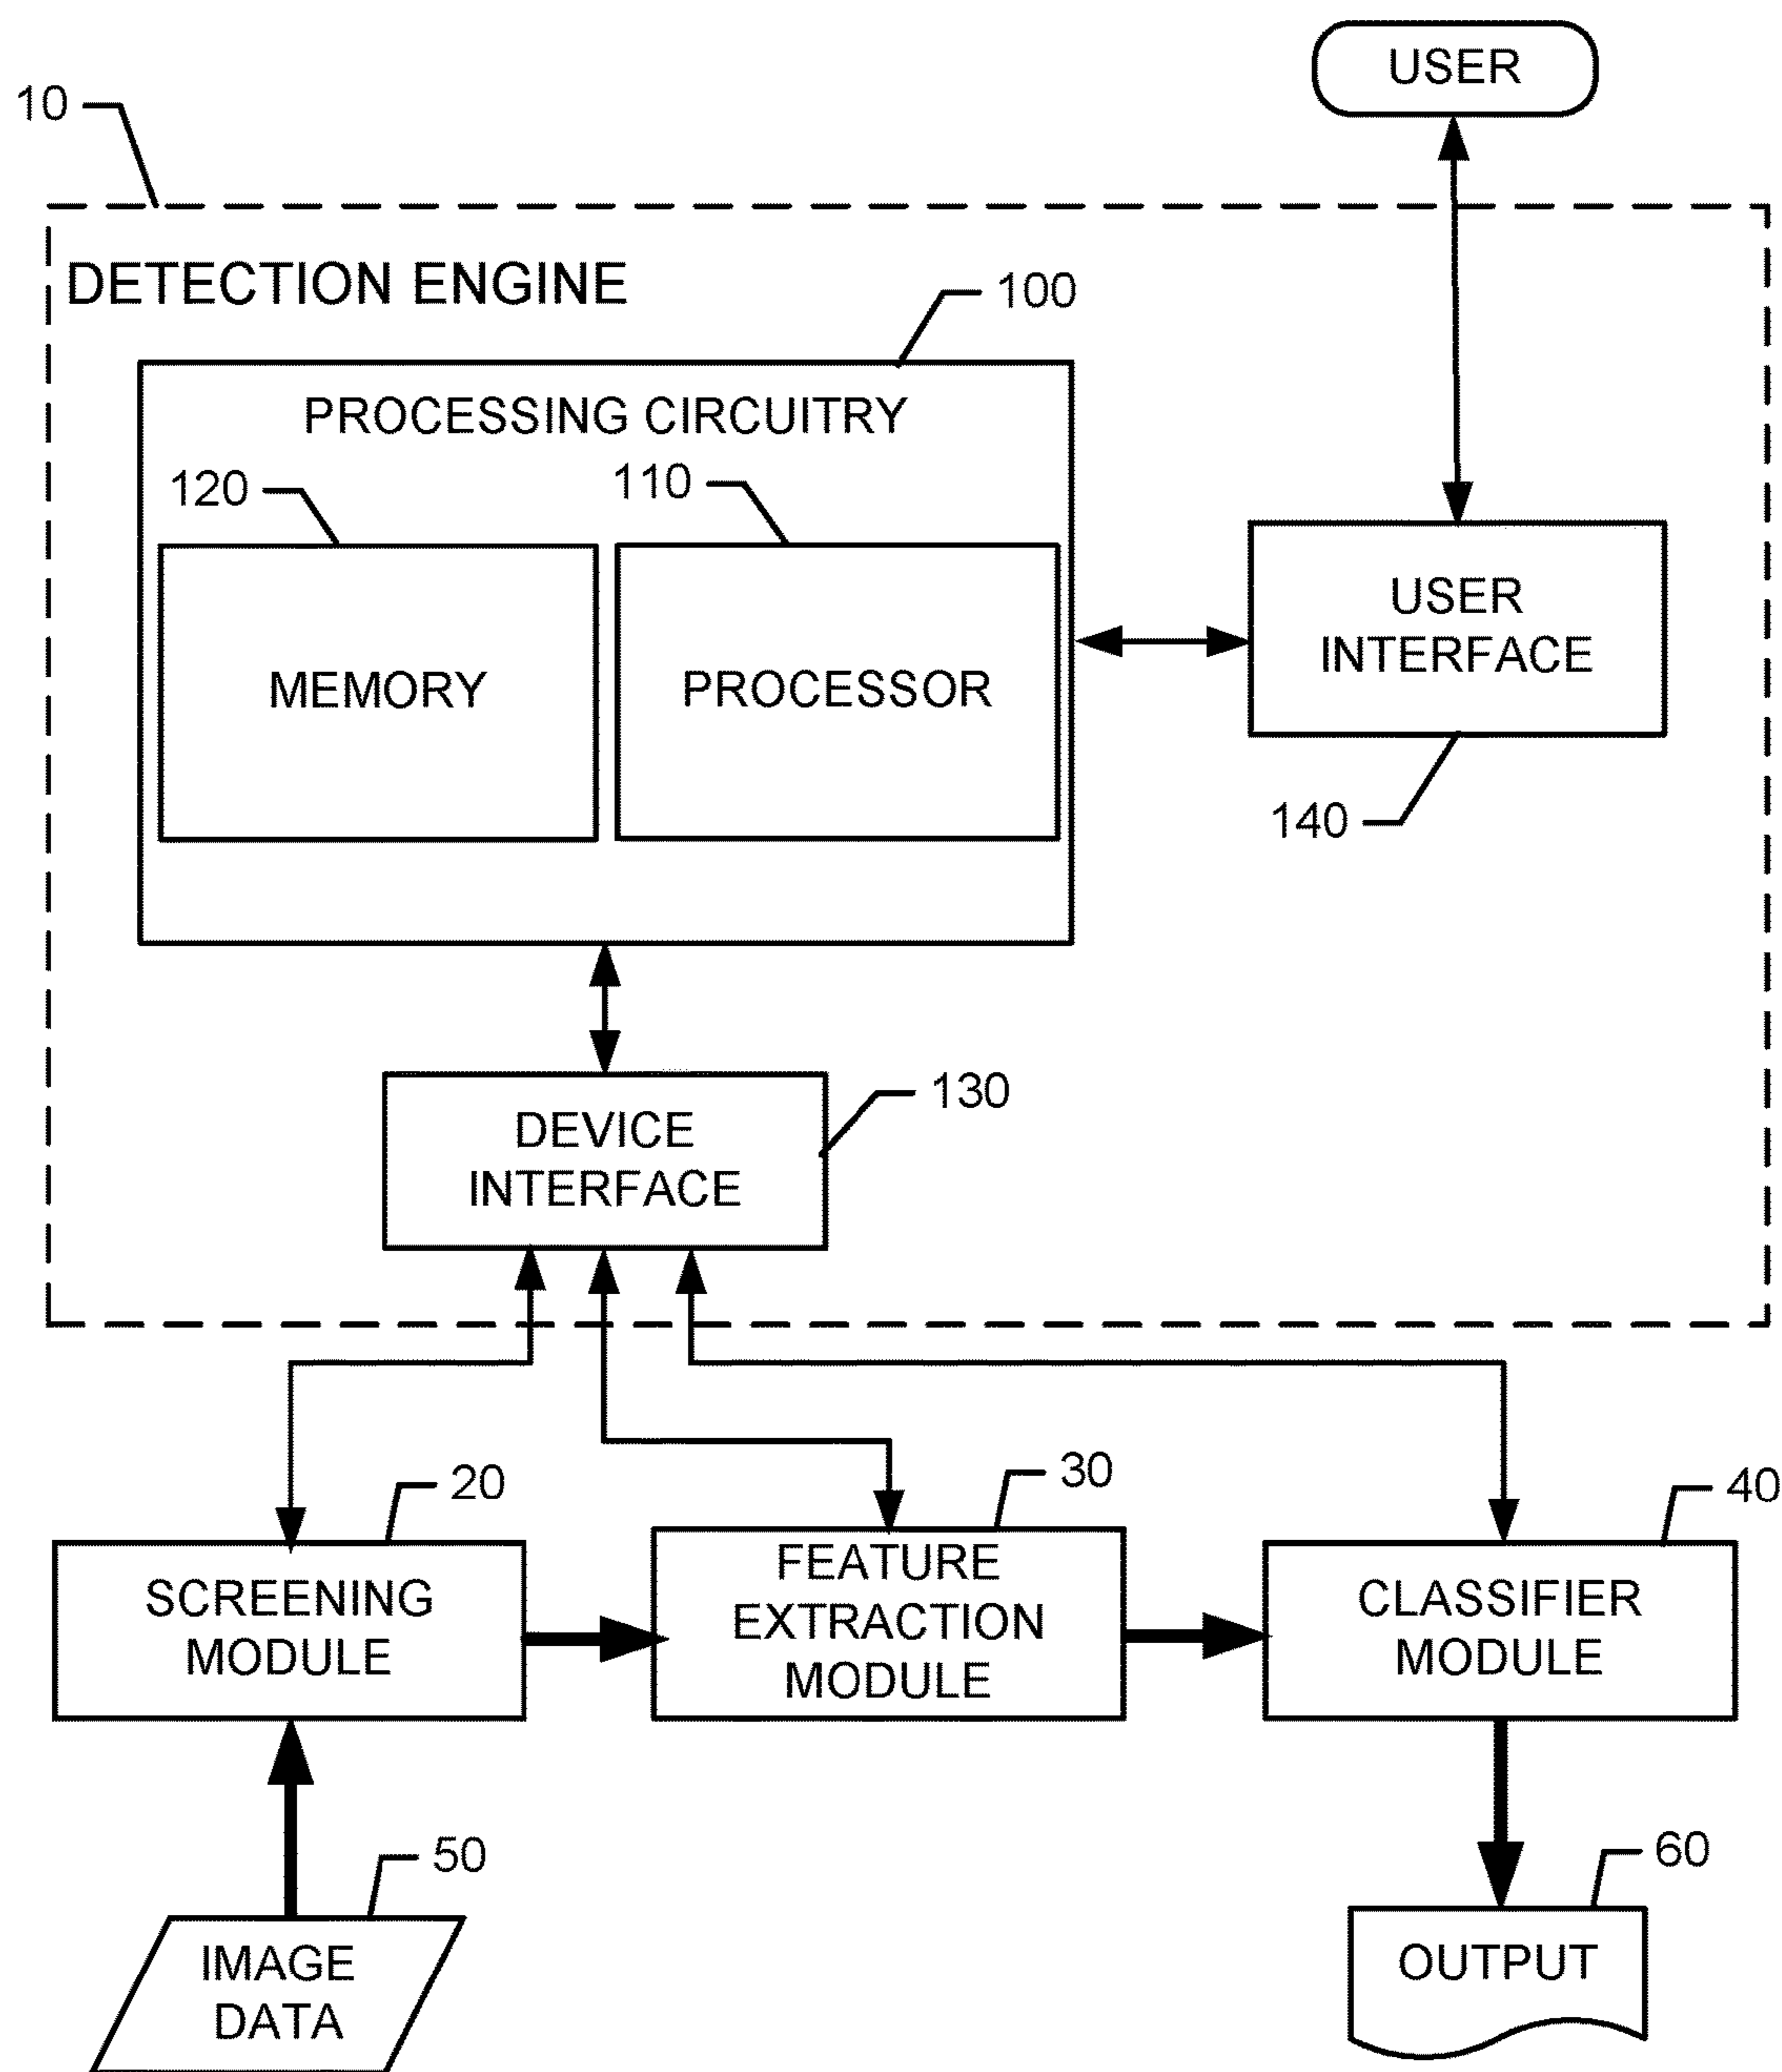 USER
10
DETECTION ENGINE
100
PROCESSING CIRCUITRY
120
110
MEMORY
PROCESSOR
USER
INTERFACE
140
DEVICE
INTERFACE
130
20
30
40
SCREENING
MODULE
FEATURE
EXTRACTION
MODULE
CLASSIFIER
MODULE
50
60
IMAGE
DATA
OUTPUT